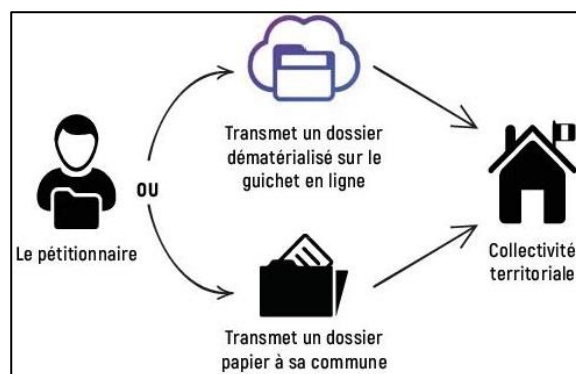 Transmet un dossier
dématérialisé sur le
guichet en ligne
OU
Le pétitionnaire
Collectivité
territoriale
Transmet un dossier
papier à sa commune